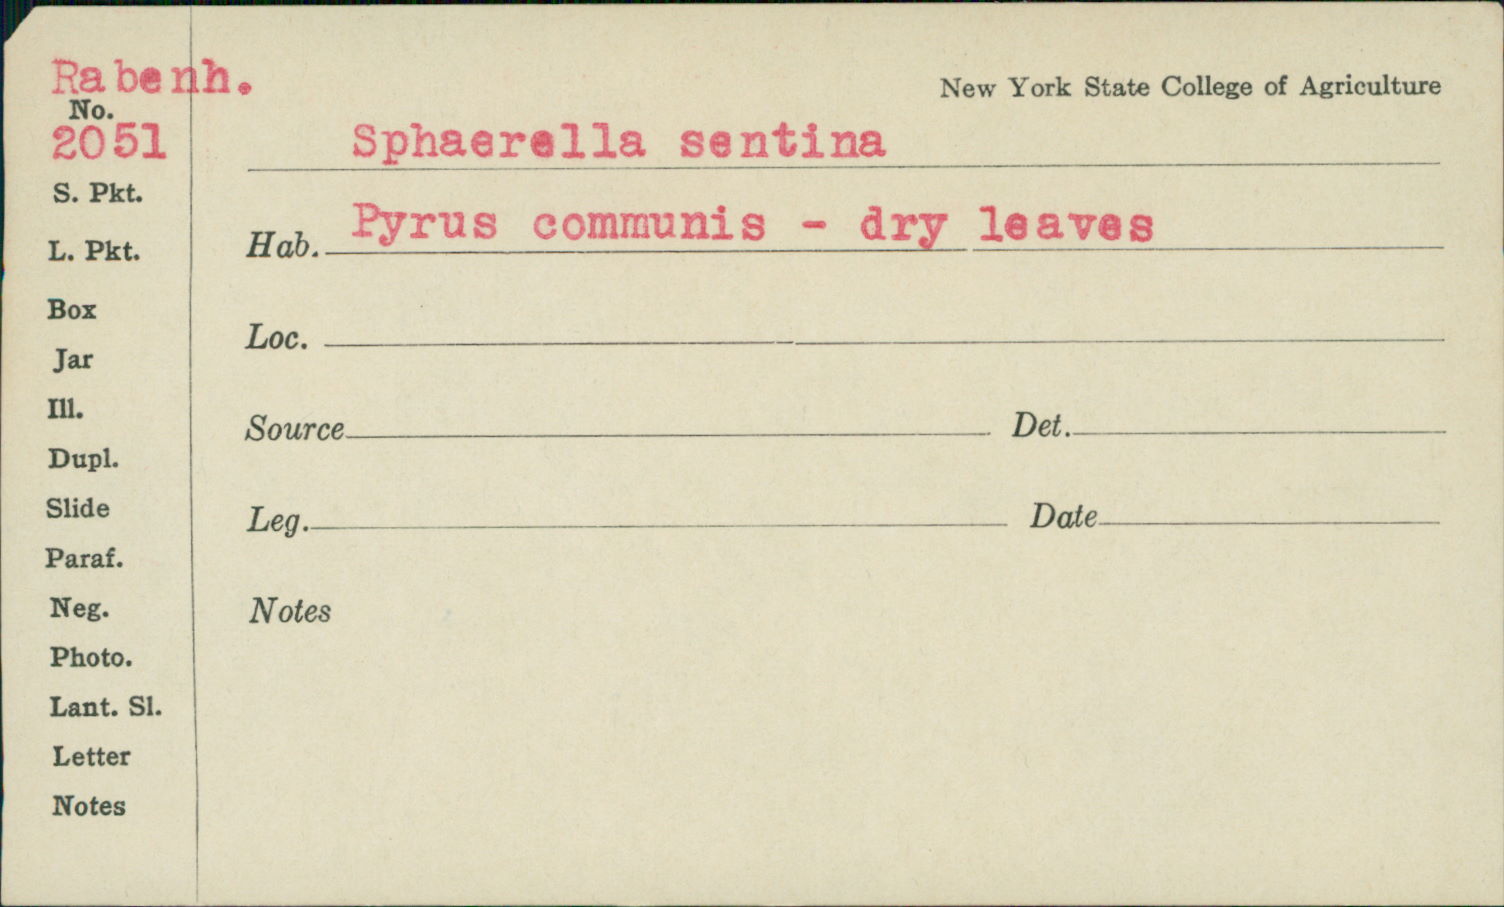 Rabenh.
New York State College of Agriculture
No.
2051
Sphaerella sentina
S. Pkt.
Hab. Pyrus communis - dry leaves
L. Pkt.
Box
Loc.
Jar
Ill.
Source Det.
Dupl.
Slide
Leg. Date
Paraf.
Neg.
Notes
Photo.
Lant. Sl.
Letter
Notes